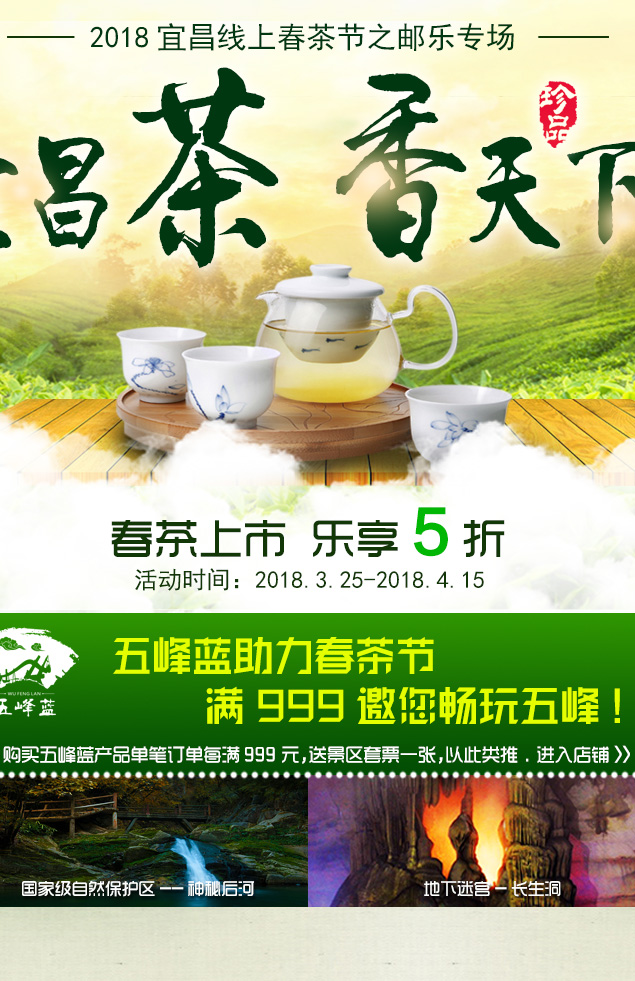 2018 宜昌线上春茶节之邮乐专场
昌茶 香天下
珍品
春茶上市 乐享 5 折
活动时间：2018.3.25-2018.4.15
五峰蓝助力春茶节
满 999 邀您畅玩五峰！
WU FENG LAN
五峰蓝
购买五峰蓝产品单笔订单每满 999 元,送景区套票一张,以此类推 . 进入店铺 》
国家级自然保护区 -- 神秘后河
地下迷宫 - 长生洞